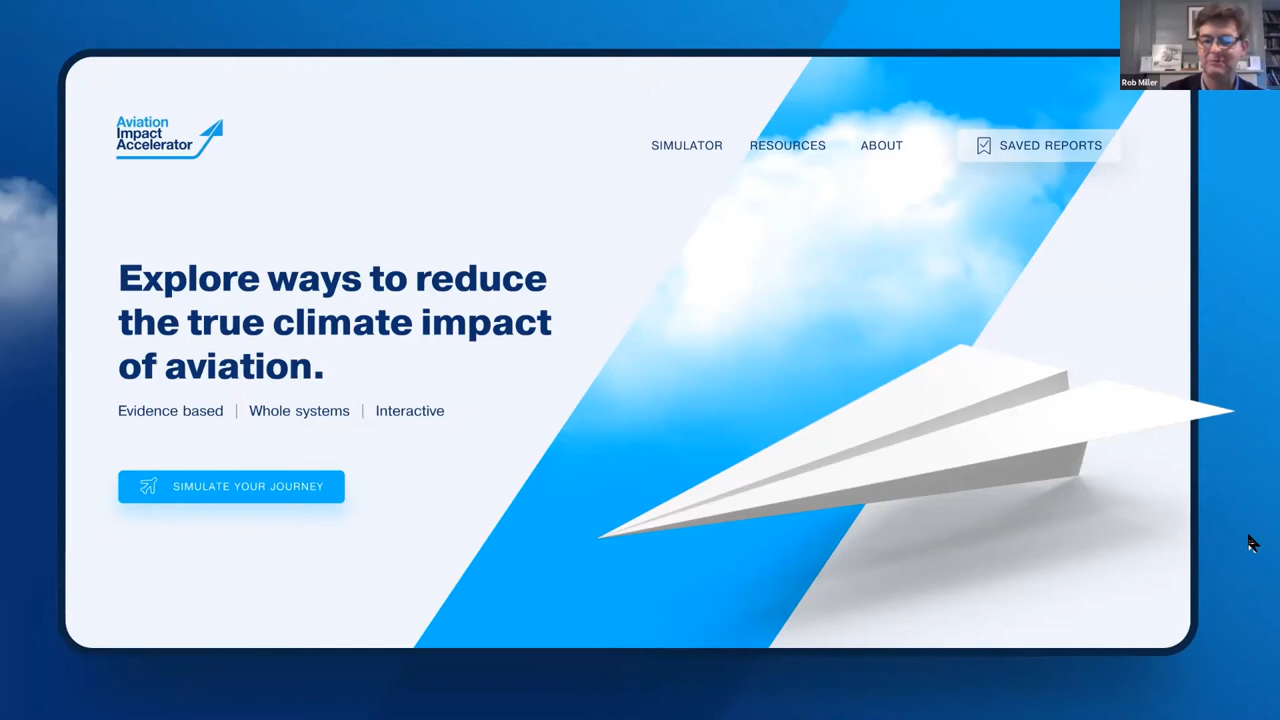 Rob Miller
Aviation
Impact
Accelerator
SIMULATOR
RESOURCES
ABOUT
SAVED REPORTS
Explore ways to reduce
the true climate impact
of aviation.
Evidence based | Whole systems | Interactive
SIMULATE YOUR JOURNEY